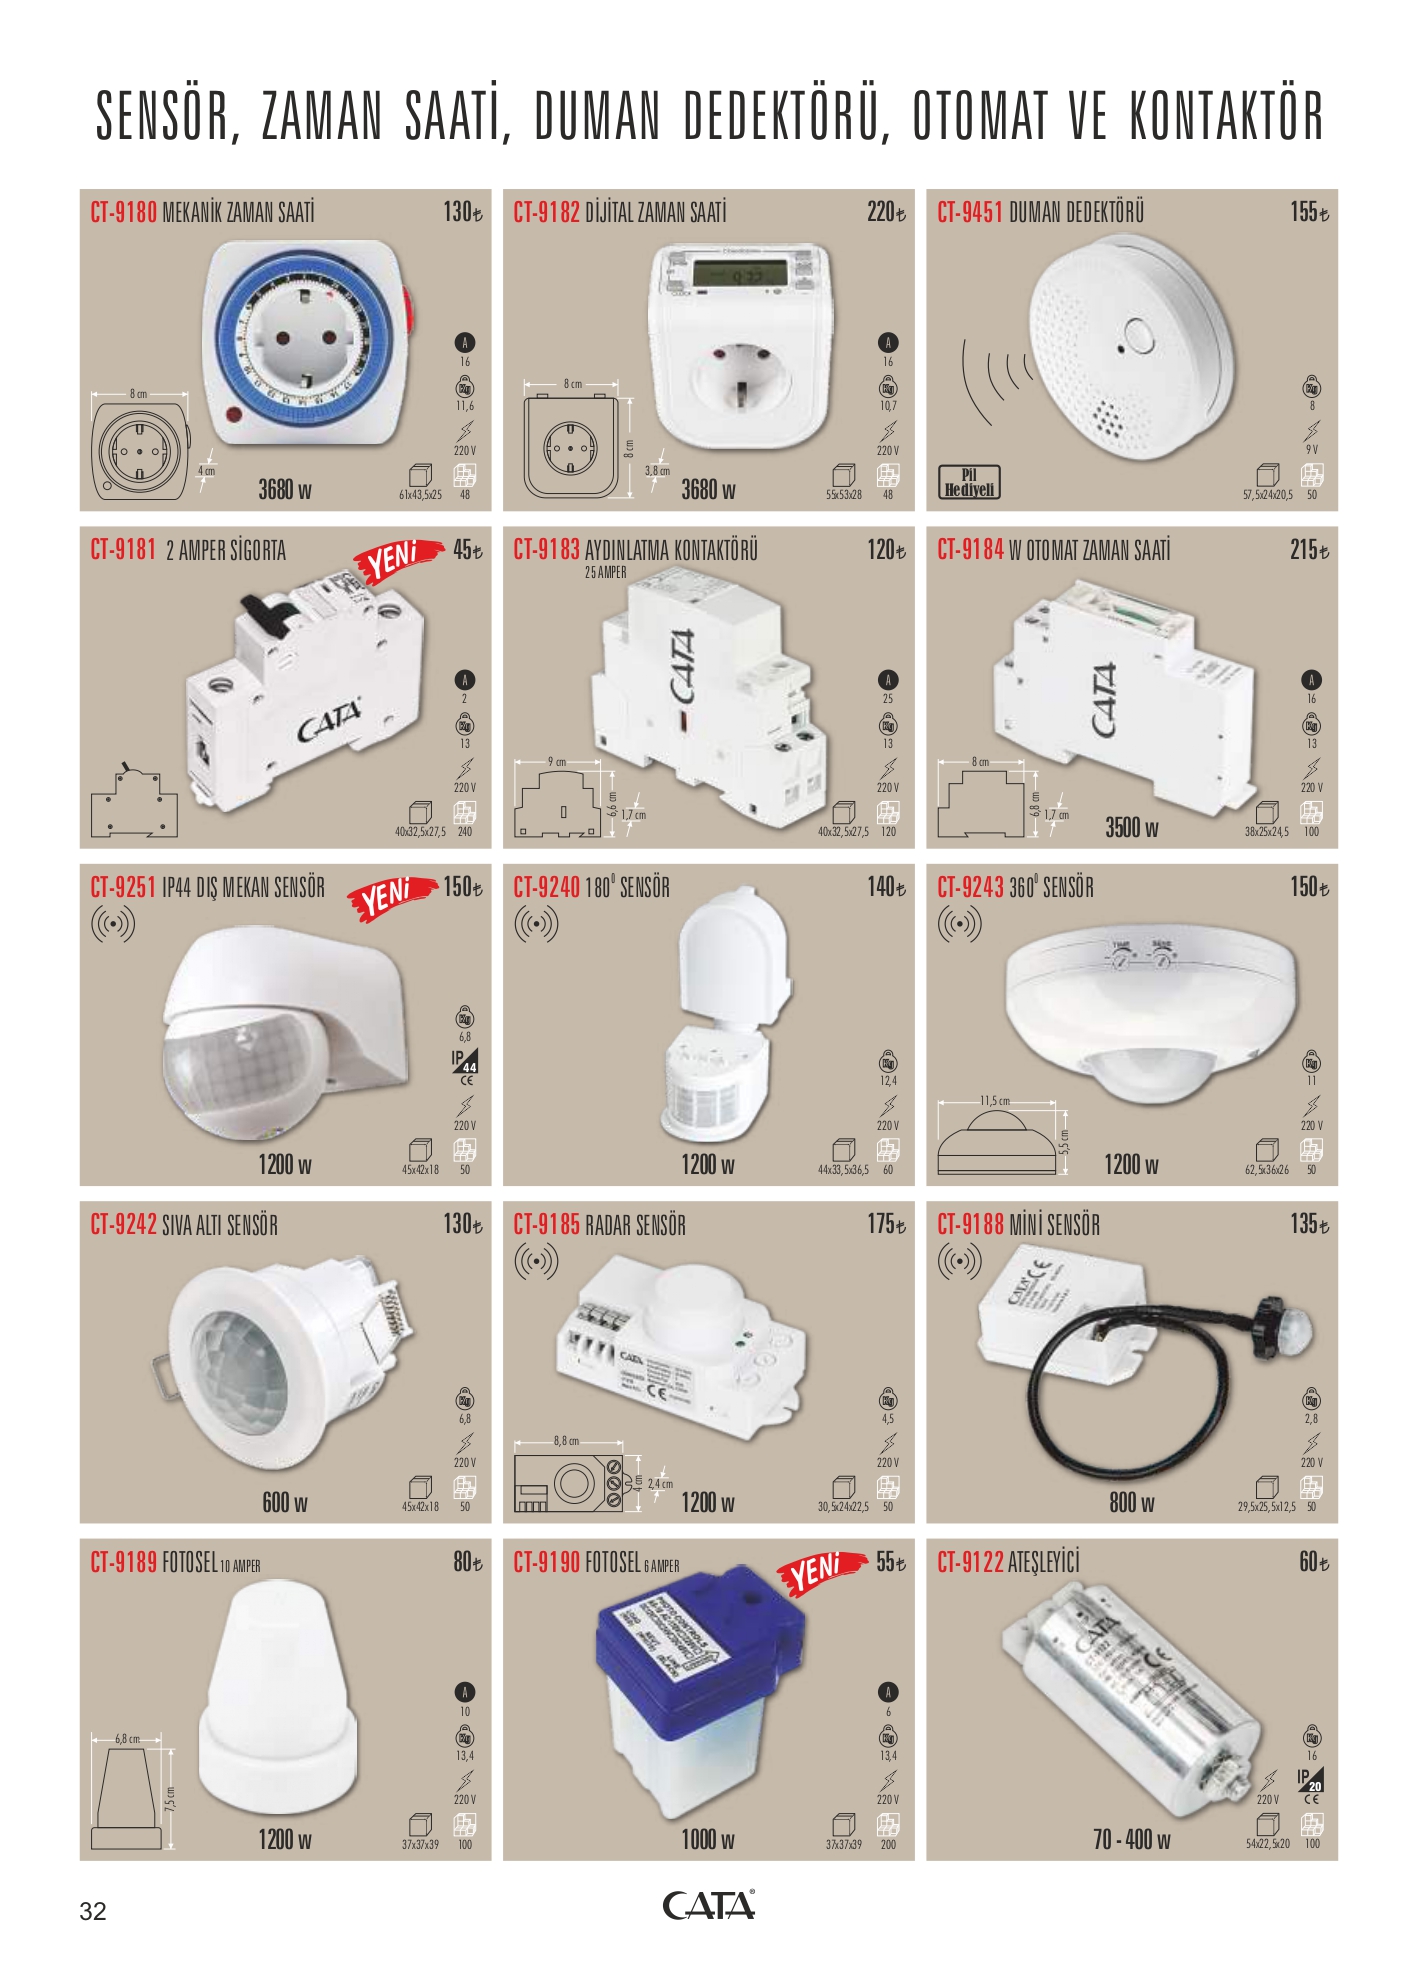 SENSÖR, ZAMAN SAATİ, DUMAN DEDEKTÖRÜ, OTOMAT VE KONTAKTÖR
CT-9180 MEKANİK ZAMAN SAATİ 130₺
A
16
Kg
11,6
220 V
8 cm
4 cm
3680 w
61x43,5x25
48
CT-9182 DİJİTAL ZAMAN SAATİ 220₺
A
16
Kg
10,7
220 V
8 cm
8 cm
3,8 cm
3680 w
55x53x28
48
CT-9451 DUMAN DEDEKTÖRÜ 155₺
Kg
8
9 V
Pil
Hediyeli
57,5x24x20,5
50
CT-9181 2 AMPER SİGORTA YENİ 45₺
CATA
A
2
Kg
13
220 V
40x32,5x27,5
240
CT-9183 AYDINLATMA KONTAKTÖRÜ 120₺
25 AMPER
CATA
A
25
Kg
13
220 V
9 cm
6,6 cm
1,7 cm
40x32,5x27,5
120
CT-9184 W OTOMAT ZAMAN SAATİ 215₺
CATA
A
16
Kg
13
220 V
8 cm
6,8 cm
1,7 cm
3500 w
38x25x24,5
100
CT-9251 IP44 DIŞ MEKAN SENSÖR YENİ 150₺
Kg
6,8
IP 44
CE
220 V
1200 w
45x42x18
50
CT-9240 180⁰ SENSÖR 140₺
Kg
12,4
220 V
1200 w
44x33,5x36,5
60
CT-9243 360⁰ SENSÖR 150₺
TIME SENS
Kg
11
220 V
11,5 cm
5,5 cm
1200 w
62,5x36x26
50
CT-9242 SIVA ALTI SENSÖR 130₺
Kg
6,8
220 V
600 w
45x42x18
50
CT-9185 RADAR SENSÖR 175₺
CATA
CE
Kg
4,5
220 V
8,8 cm
4 cm
2,4 cm
1200 w
30,5x24x22,5
50
CT-9188 MİNİ SENSÖR 135₺
CATA CE
Kg
2,8
220 V
800 w
29,5x25,5x12,5
50
CT-9189 FOTOSEL 10 AMPER 80₺
A
10
Kg
13,4
220 V
6,8 cm
7,5 cm
1200 w
37x37x39
100
CT-9190 FOTOSEL 6 AMPER YENİ 55₺
PHOTO CONTROLS
A
6
Kg
13,4
220 V
1000 w
37x37x39
200
CT-9122 ATEŞLEYİCİ 60₺
CATA
CT-9122
CE
Kg
16
IP 20
CE
220 V
70 - 400 w
54x22,5x20
100
32
CATA®